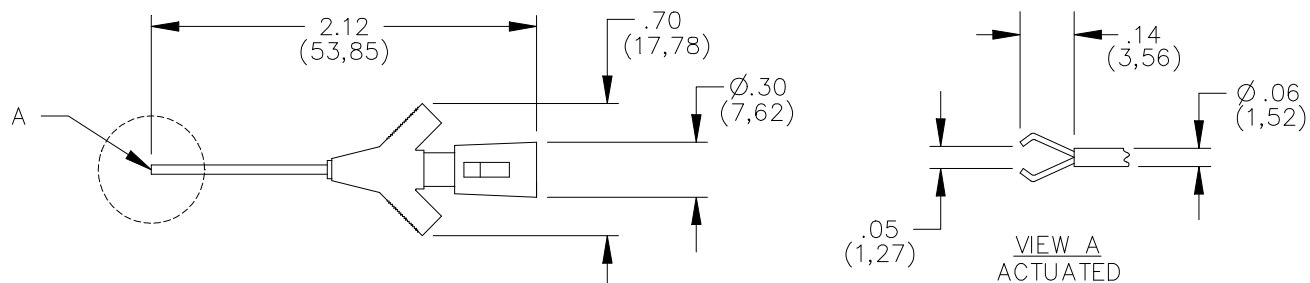 2.12
(53,85)
.70
(17,78)
Ø.30
(7,62)
A
.14
(3,56)
Ø.06
(1,52)
.05
(1,27)
VIEW A
ACTUATED